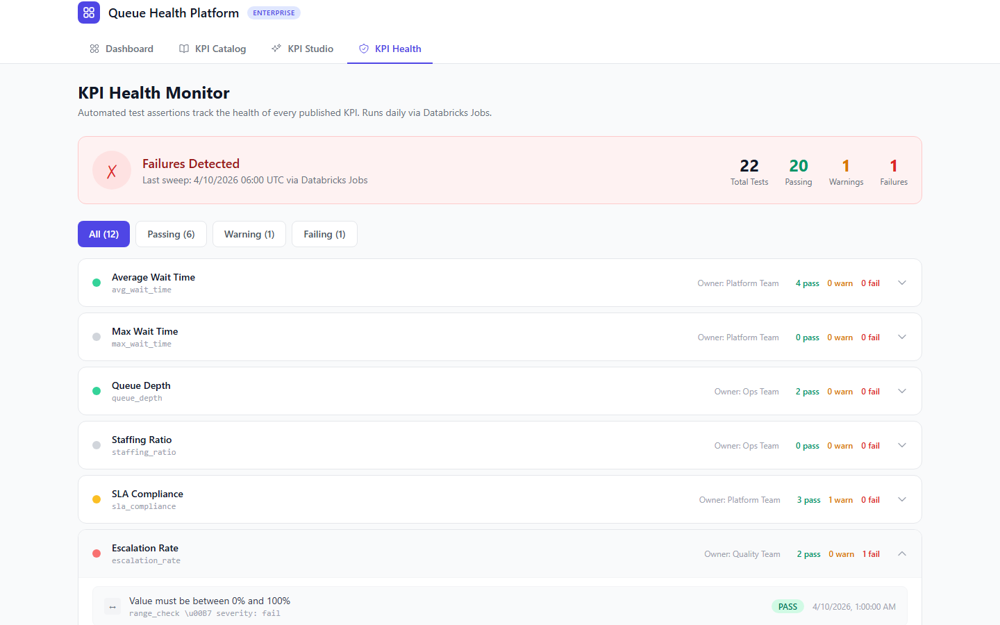 Queue Health Platform ENTERPRISE
Dashboard KPI Catalog KPI Studio KPI Health
KPI Health Monitor
Automated test assertions track the health of every published KPI. Runs daily via Databricks Jobs.
Failures Detected
Last sweep: 4/10/2026 06:00 UTC via Databricks Jobs
22 20 1 1
Total Tests Passing Warnings Failures
All (12) Passing (6) Warning (1) Failing (1)
Average Wait Time
avg_wait_time
Owner: Platform Team 4 pass 0 warn 0 fail
Max Wait Time
max_wait_time
Owner: Platform Team 0 pass 0 warn 0 fail
Queue Depth
queue_depth
Owner: Ops Team 2 pass 0 warn 0 fail
Staffing Ratio
staffing_ratio
Owner: Ops Team 0 pass 0 warn 0 fail
SLA Compliance
sla_compliance
Owner: Platform Team 3 pass 1 warn 0 fail
Escalation Rate
escalation_rate
Owner: Quality Team 2 pass 0 warn 1 fail
Value must be between 0% and 100%
range_check \u00B7 severity: fail
PASS 4/10/2026, 1:00:00 AM